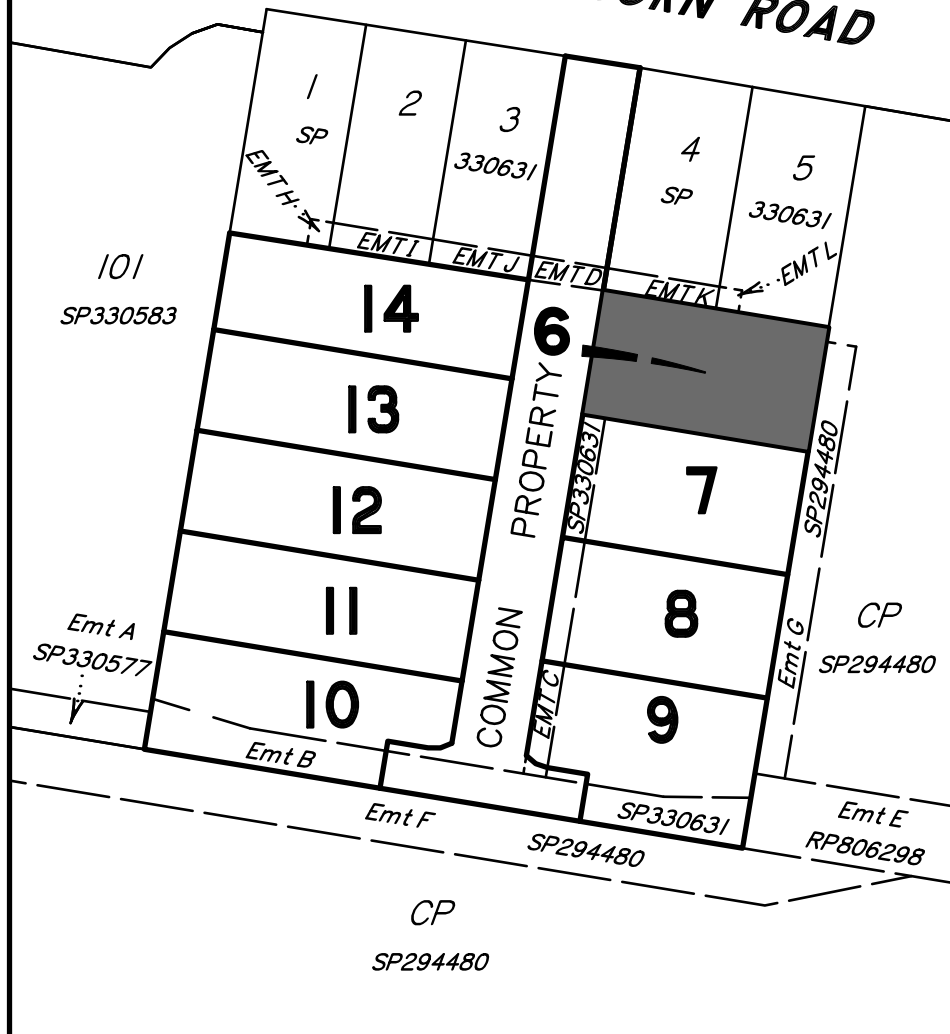 ROAD
1
SP
2
3
330631
4
SP
5
330631
EMT H
EMT I
EMT J
EMT D
EMT K
EMT L
101
SP330583
14
6
13
12
11
10
COMMON PROPERTY
SP330631
7
8
9
EMT C
SP294480
Emt G
CP
SP294480
Emt A
SP330577
Emt B
Emt F
SP330631
SP294480
Emt E
RP806298
CP
SP294480